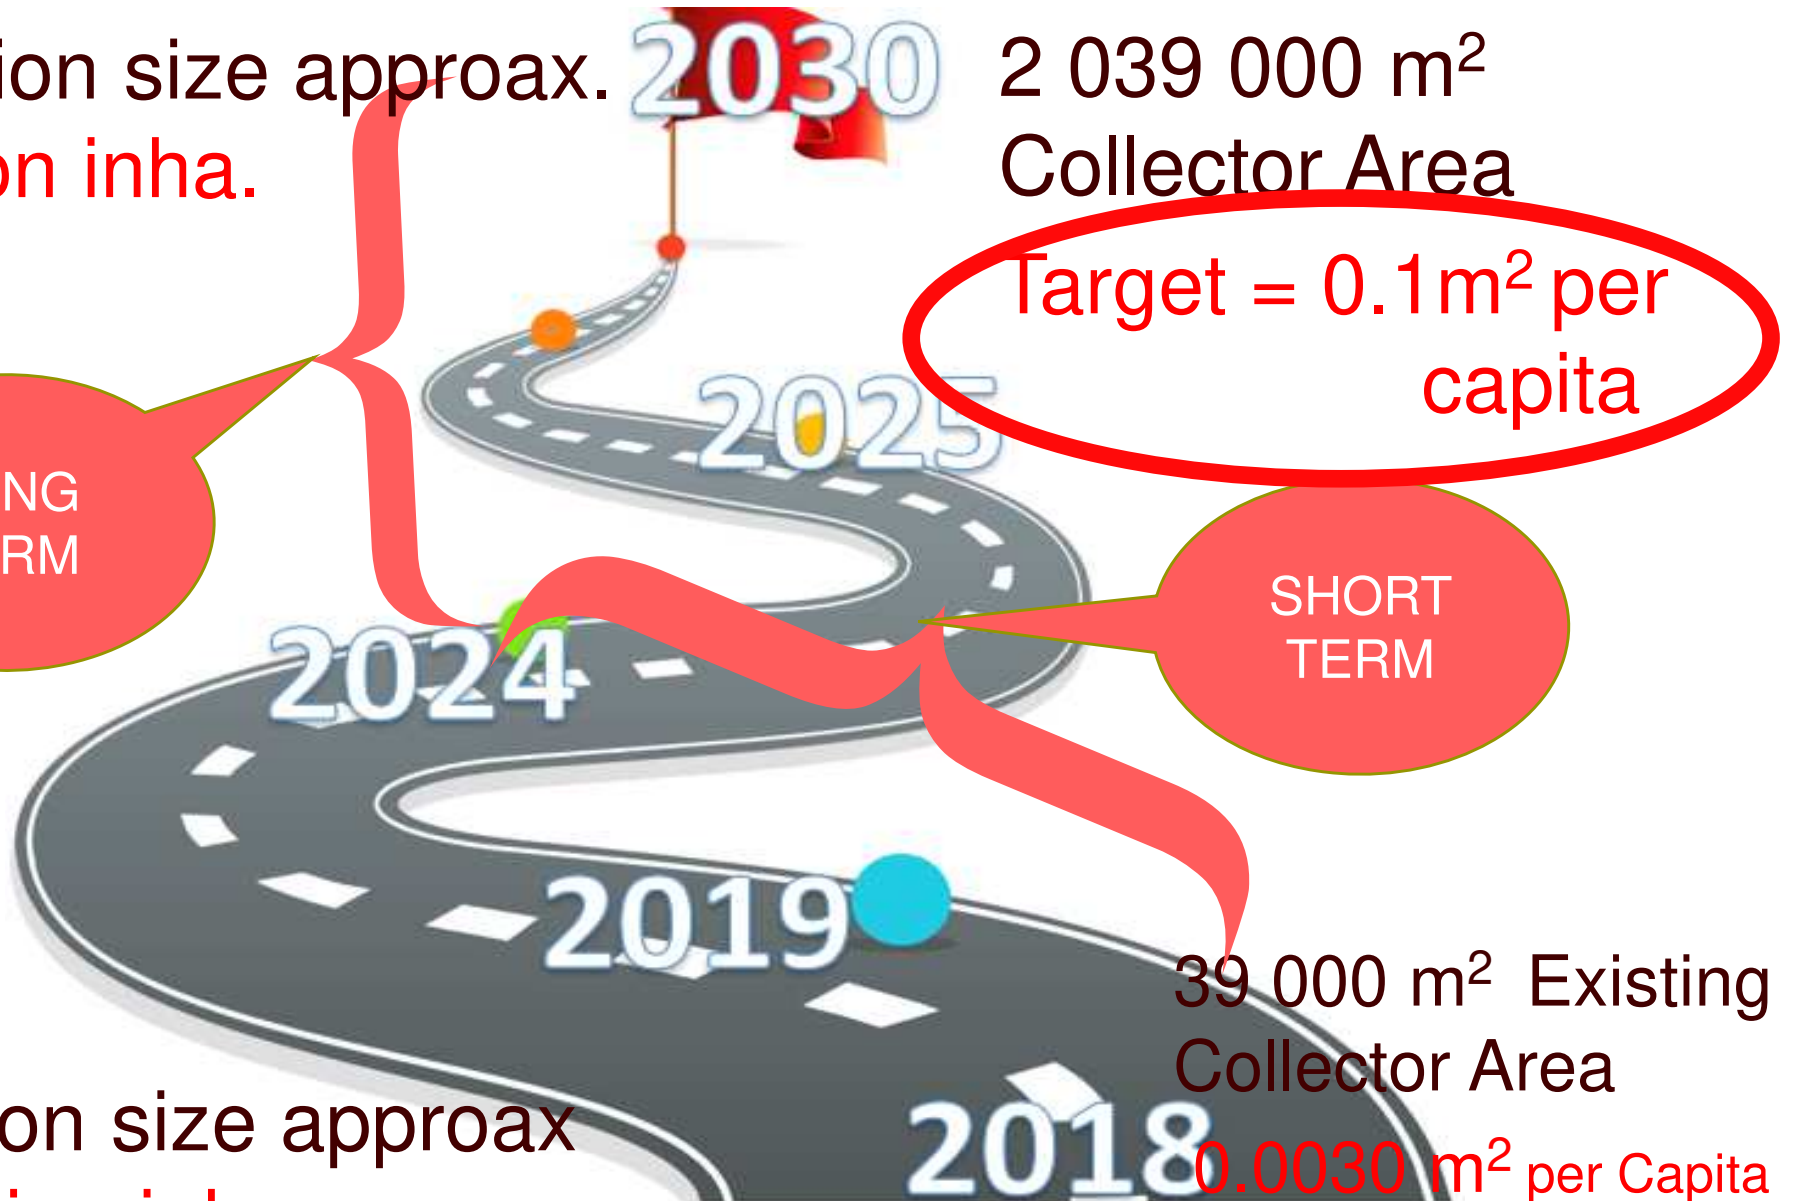 ion size approax.
on inha.
2030
2 039 000 m²
Collector Area
Target = 0.1m² per
capita
2025
NG
RM
SHORT
TERM
2024
2019
39 000 m² Existing
Collector Area
on size approax
2018
0.0030 m² per Capita